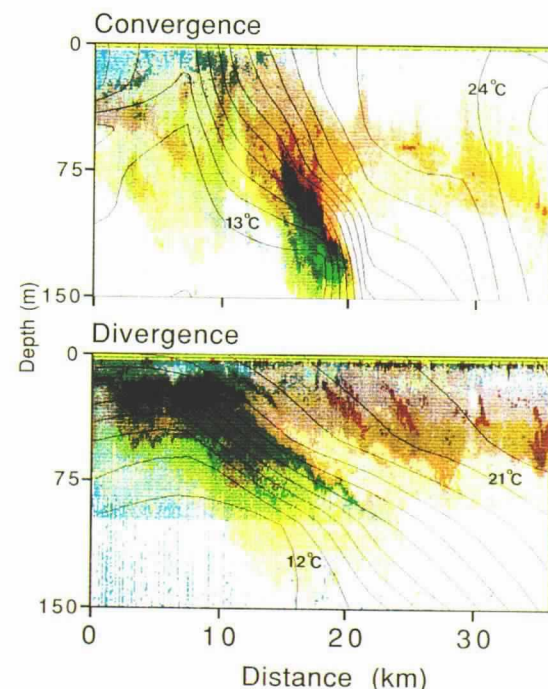 Convergence
0
24°C
75
13°C
150
Depth (m)
Divergence
0
75
21°C
12°C
150
0 10 20 30
Distance (km)